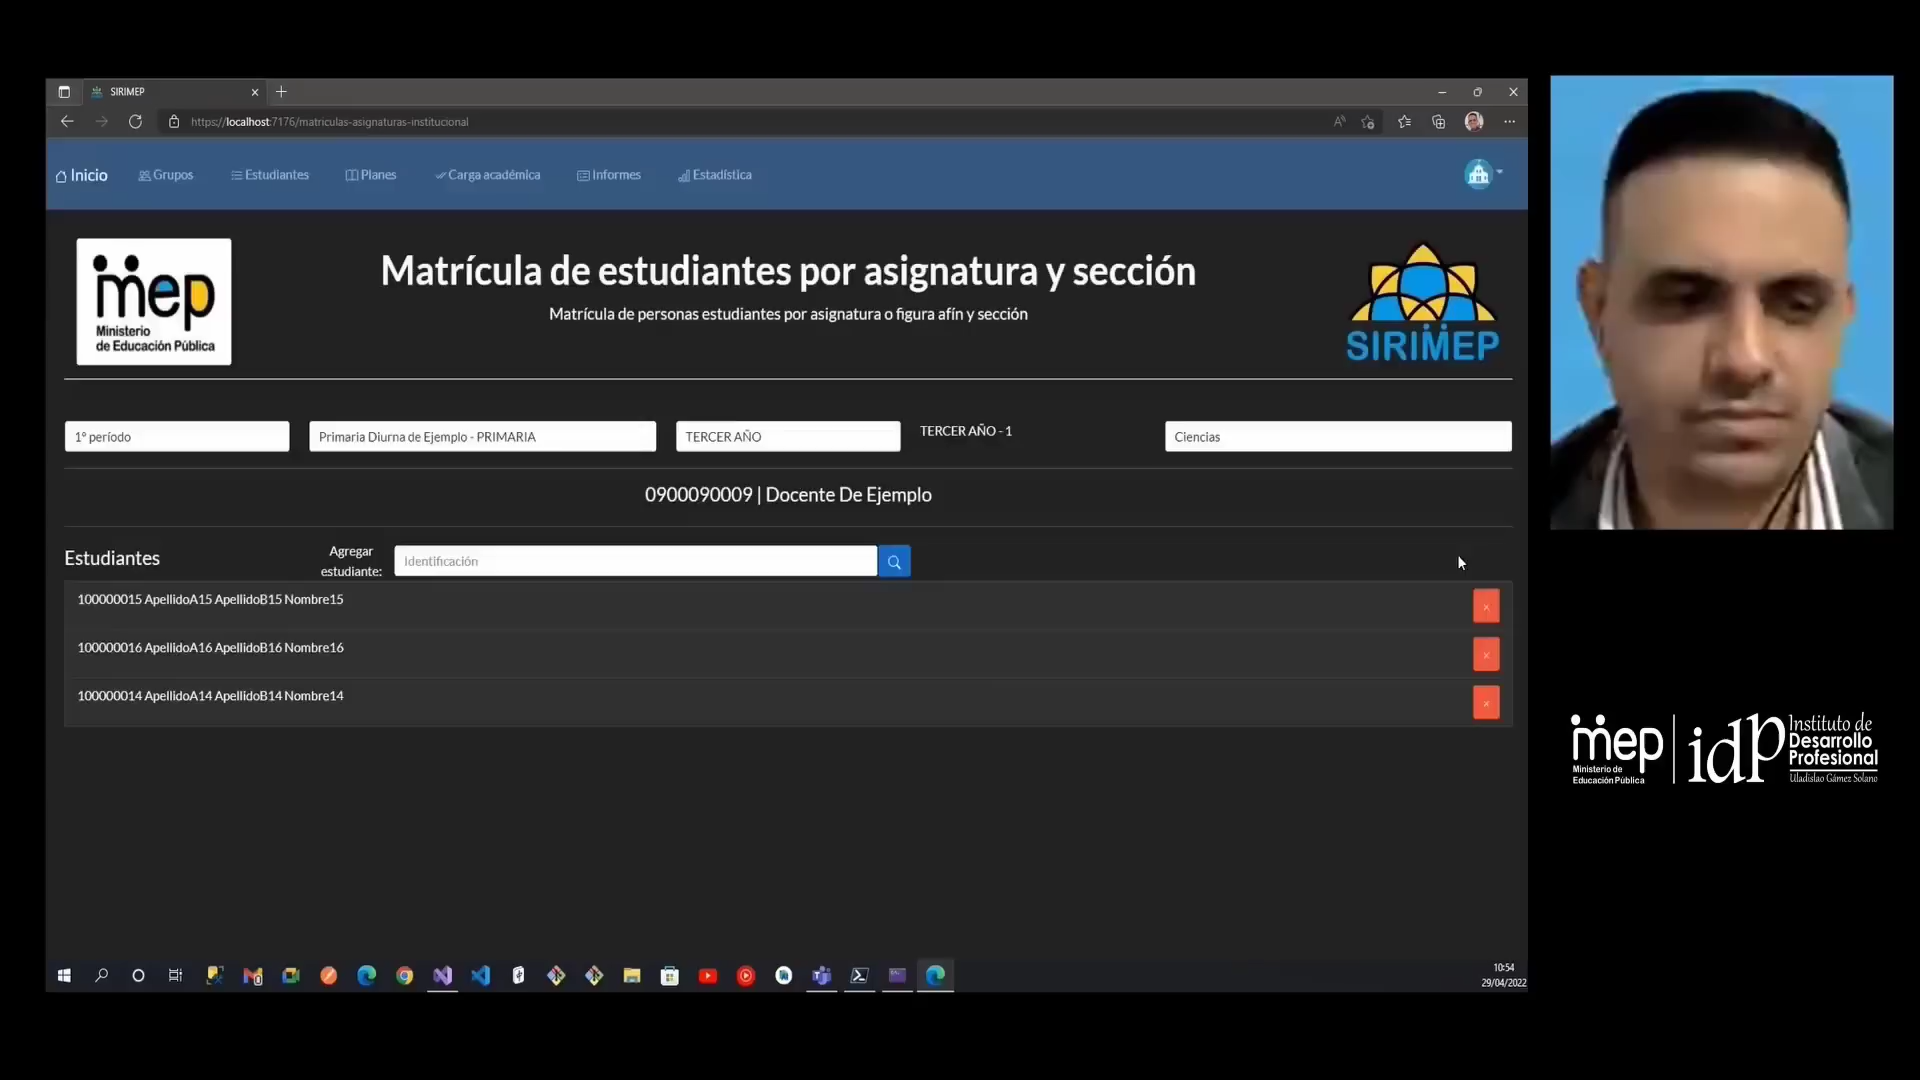 SIRIMEP
https://localhost:7176/matriculas-asignaturas-institucional
Inicio
Grupos
Estudiantes
Planes
Carga académica
Informes
Estadística
mep
Ministerio
de Educación Pública
Matrícula de estudiantes por asignatura y sección
Matrícula de personas estudiantes por asignatura o figura afín y sección
SIRIMEP
1º período
Primaria Diurna de Ejemplo - PRIMARIA
TERCER AÑO
TERCER AÑO - 1
Ciencias
0900090009 | Docente De Ejemplo
Estudiantes
Agregar
estudiante:
Identificación
100000015 ApellidoA15 ApellidoB15 Nombre15
100000016 ApellidoA16 ApellidoB16 Nombre16
100000014 ApellidoA14 ApellidoB14 Nombre14
10:54
29/04/2022
mep
Ministerio de
Educación Pública
idp
Instituto de
Desarrollo
Profesional
Uladislao Gámez Solano